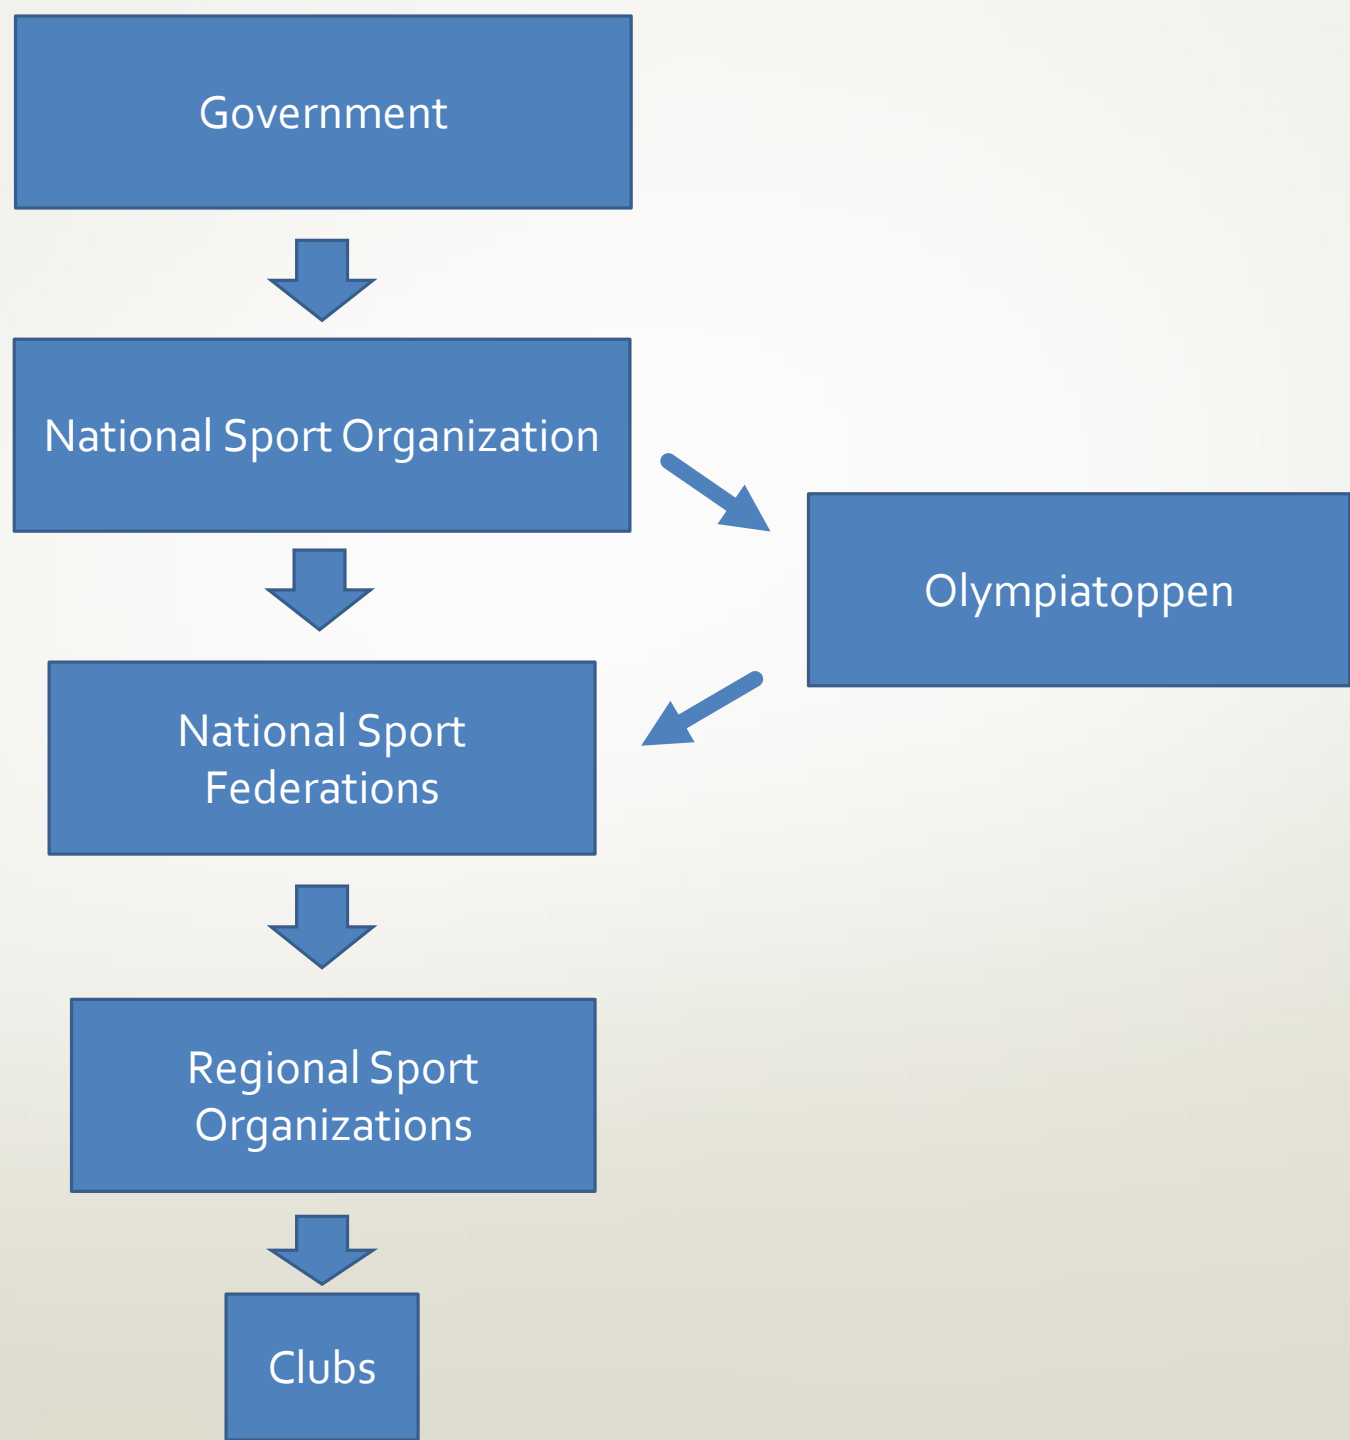 Government
National Sport Organization
Olympiatoppen
National Sport
Federations
Regional Sport
Organizations
Clubs